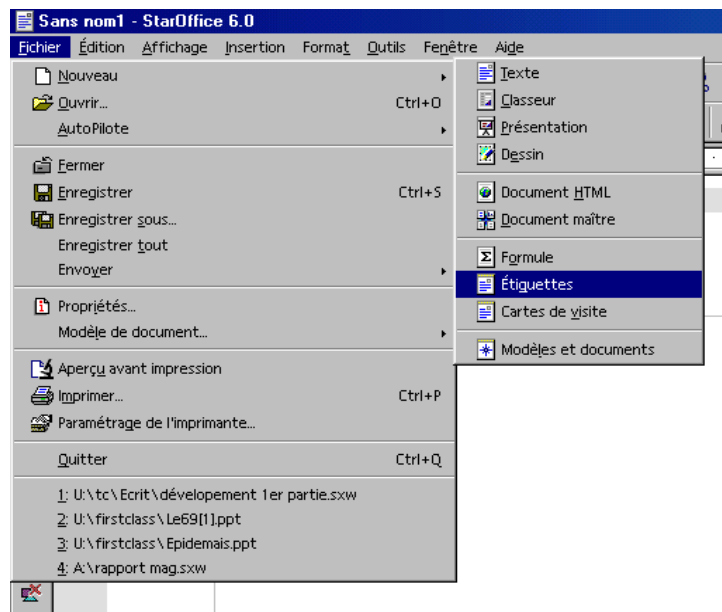 Sans nom1 - StarOffice 6.0
Fichier Édition Affichage Insertion Format Outils Fenêtre Aide
Nouveau
Ouvrir... Ctrl+O
AutoPilote
Fermer
Enregistrer Ctrl+S
Enregistrer sous...
Enregistrer tout
Envoyer
Propriétés...
Modèle de document...
Aperçu avant impression
Imprimer... Ctrl+P
Paramétrage de l'imprimante...
Quitter Ctrl+Q
1: U:\tc\Ecrit\dévelopement 1er partie.sxw
2: U:\firstclass\Le69[1].ppt
3: U:\firstclass\Epidemais.ppt
4: A:\rapport mag.sxw
Texte
Classeur
Présentation
Dessin
Document HTML
Document maître
Formule
Étiquettes
Cartes de visite
Modèles et documents